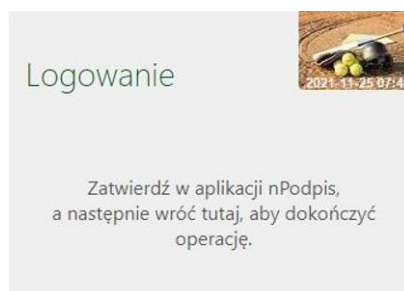 Logowanie
2021-11-25 07:4
Zatwierdź w aplikacji nPodpis,
a następnie wróć tutaj, aby dokończyć
operację.